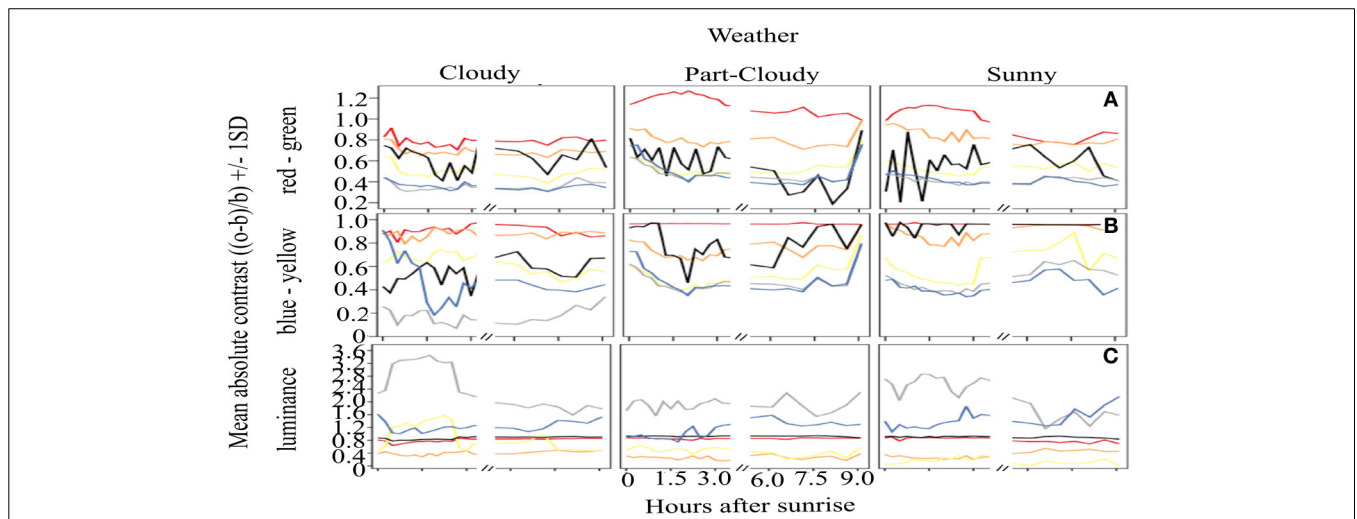 Weather
Cloudy Part-Cloudy Sunny
Mean absolute contrast ((o-b)/b) +/- 1SD
red - green
1.2
1.0
0.8
0.6
0.4
0.2
A
blue - yellow
1.0
0.8
0.6
0.4
0.2
0
B
luminance
3.6
3.2
2.8
2.4
2.0
1.6
1.2
0.8
0.4
0
C
// // //
0 1.5 3.0 6.0 7.5 9.0
Hours after sunrise